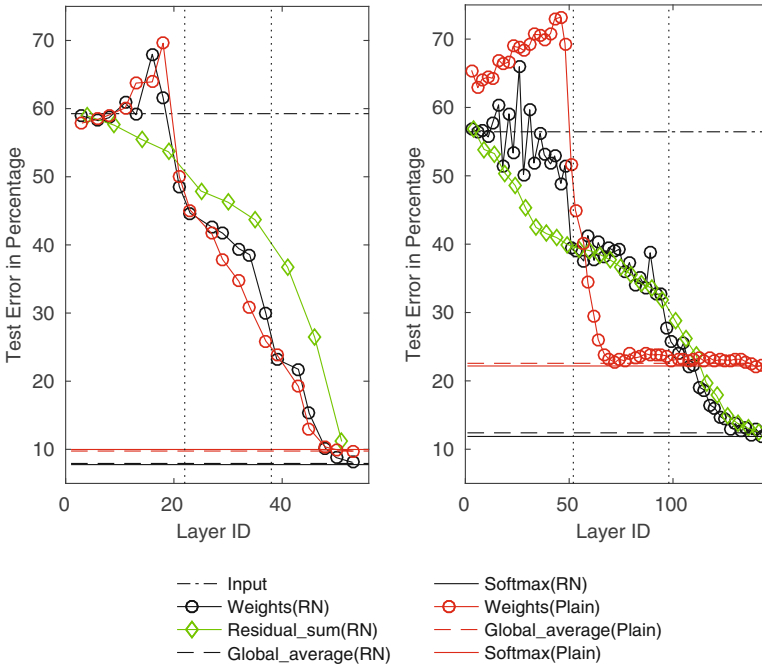 70
60
50
40
30
20
10
Test Error in Percentage
0
20
40
Layer ID
70
60
50
40
30
20
10
Test Error in Percentage
0
50
100
Layer ID
Input
Weights(RN)
Residual_sum(RN)
Global_average(RN)
Softmax(RN)
Weights(Plain)
Global_average(Plain)
Softmax(Plain)